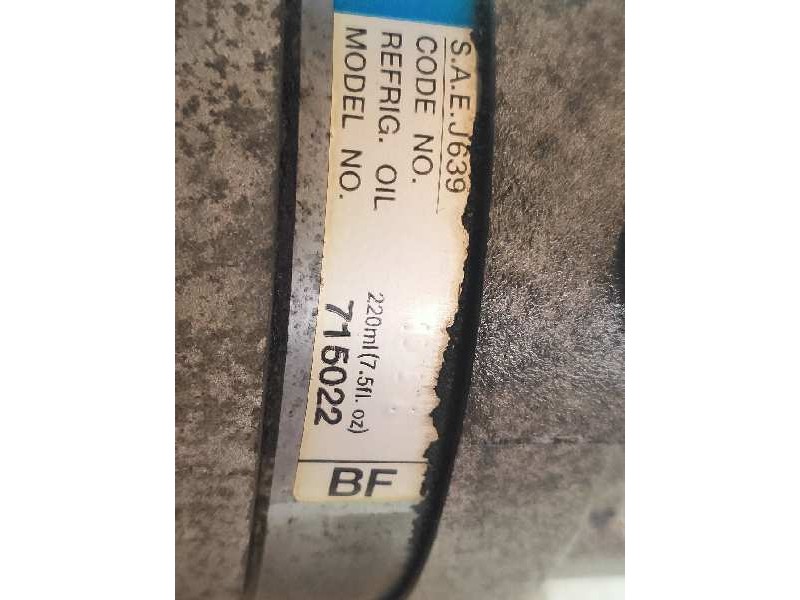 S.A.E.J639
CODE NO.
REFRIG. OIL 220ml(7.5fl. oz)
MODEL NO. 715022
BF